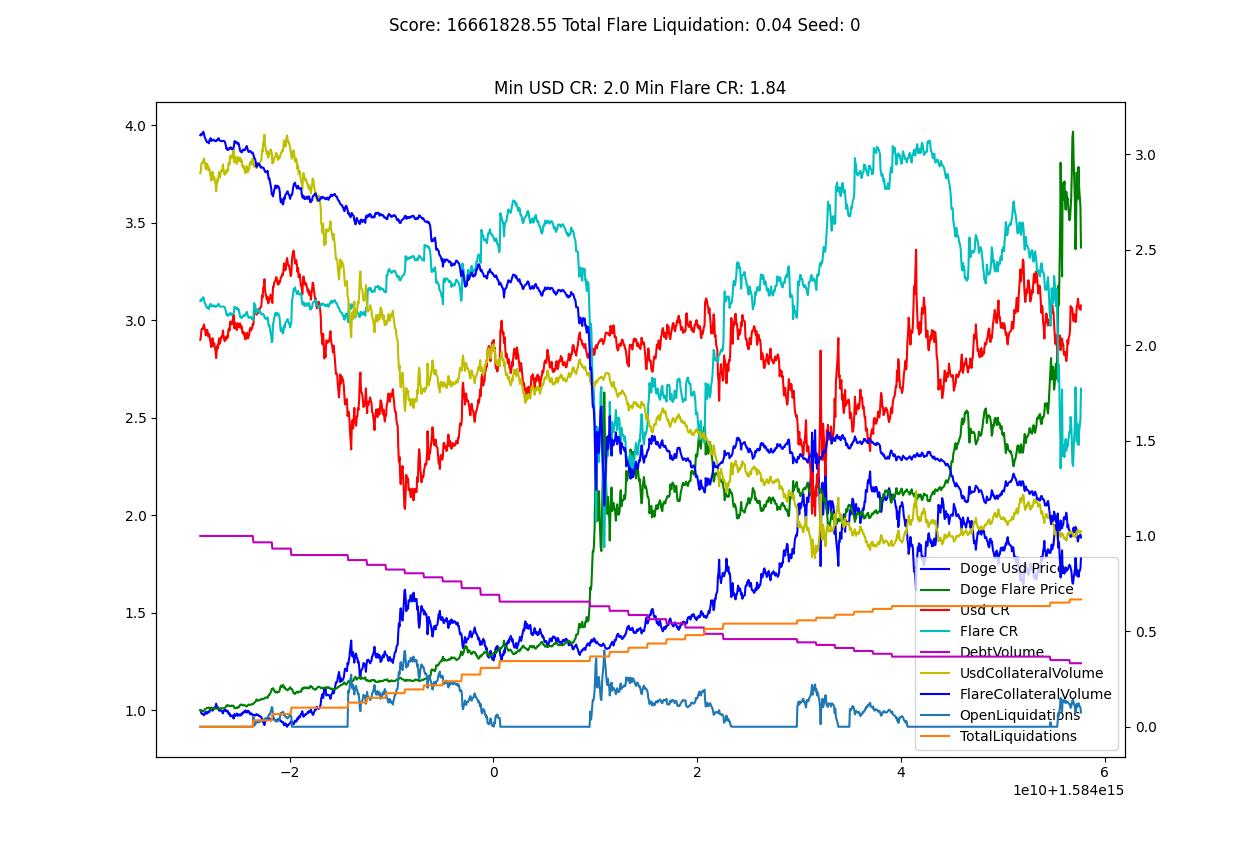 Score: 16661828.55 Total Flare Liquidation: 0.04 Seed: 0
Min USD CR: 2.0 Min Flare CR: 1.84
4.0
3.5
3.0
2.5
2.0
1.5
1.0
3.0
2.5
2.0
1.5
1.0
0.5
0.0
Doge Usd Price
Doge Flare Price
Usd CR
Flare CR
DebtVolume
UsdCollateralVolume
FlareCollateralVolume
OpenLiquidations
TotalLiquidations
−2 0 2 4 6
1e10+1.584e15